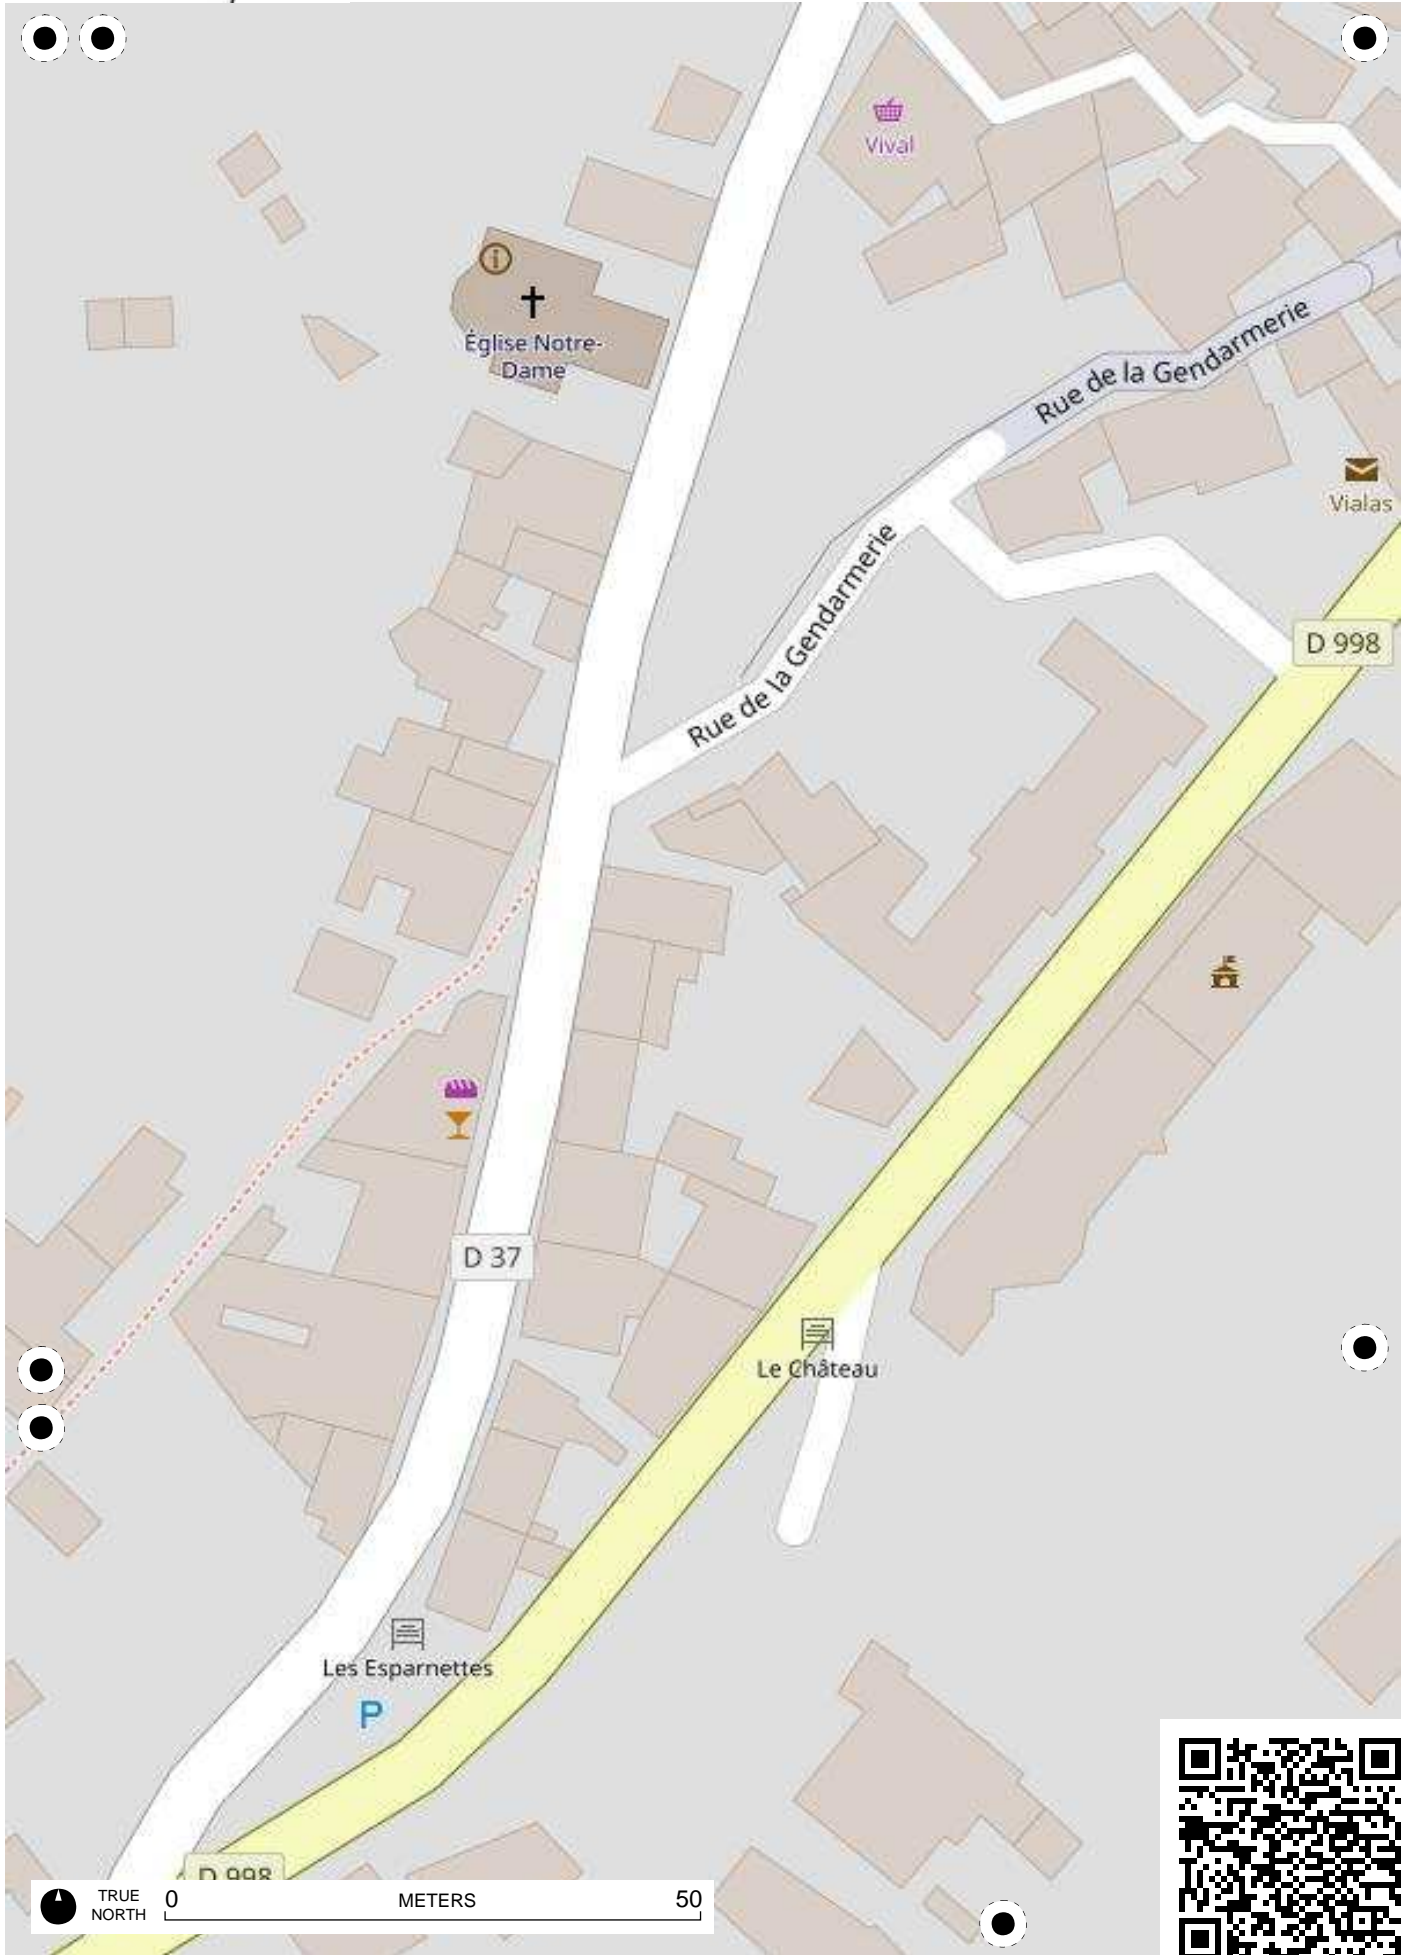 Vival
Église Notre-
Dame
Rue de la Gendarmerie
Vialas
Rue de la Gendarmerie
D 998
D 37
Le Château
Les Esparnettes
P
D 998
TRUE
NORTH
0 METERS 50